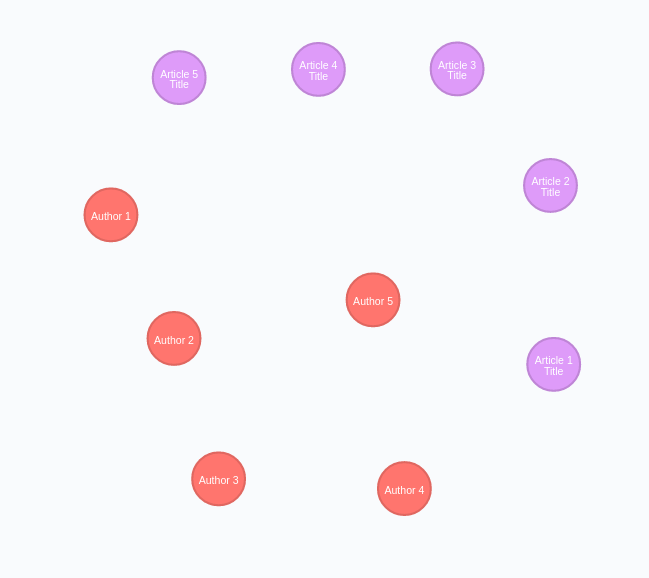 Article 5
Title
Article 4
Title
Article 3
Title
Article 2
Title
Author 1
Author 5
Author 2
Article 1
Title
Author 3
Author 4